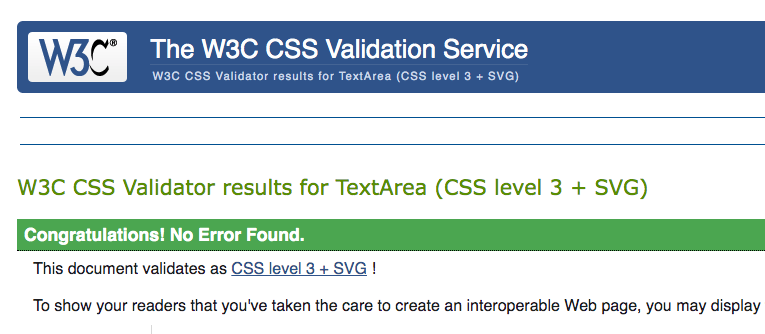 W3C®
The W3C CSS Validation Service
W3C CSS Validator results for TextArea (CSS level 3 + SVG)
W3C CSS Validator results for TextArea (CSS level 3 + SVG)
Congratulations! No Error Found.
This document validates as CSS level 3 + SVG !
To show your readers that you've taken the care to create an interoperable Web page, you may display